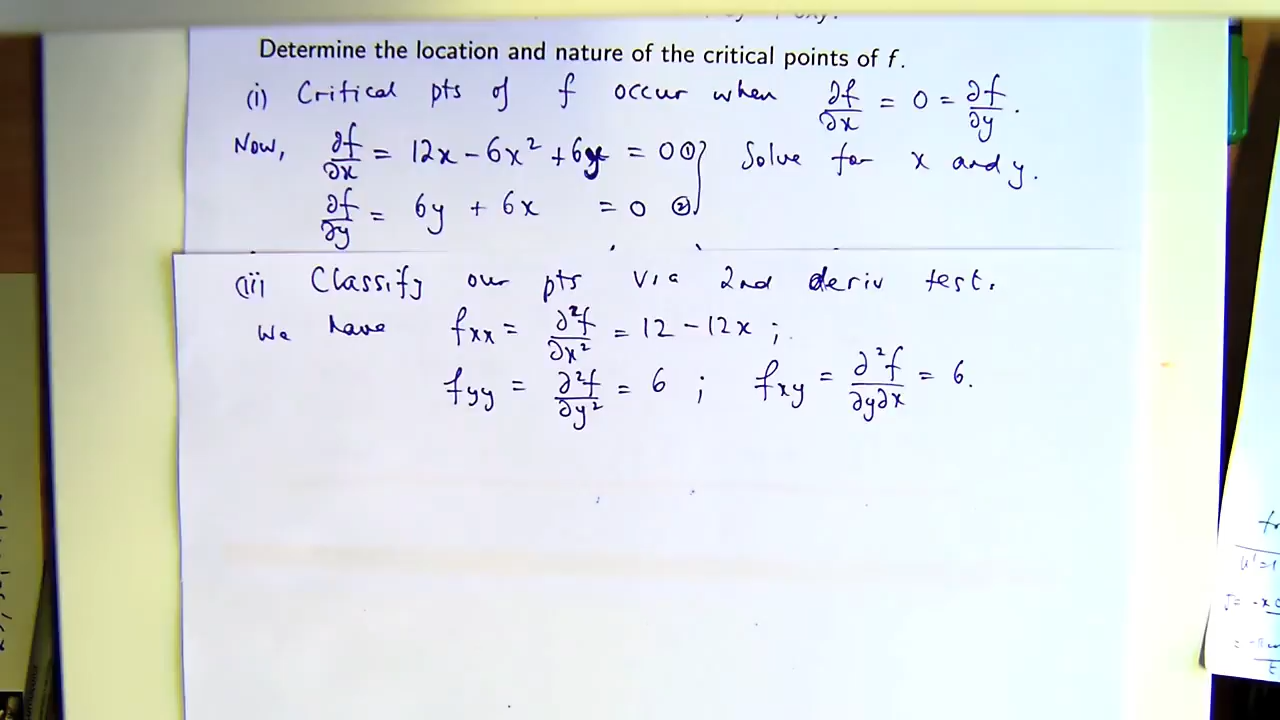 Determine the location and nature of the critical points of f.
(i) Critical pts of f occur when ∂f/∂x = 0 = ∂f/∂y.
Now, ∂f/∂x = 12x - 6x² + 6y = 0 ① } Solve for x and y.
∂f/∂y = 6y + 6x = 0 ②
(ii) Classify our pts via 2nd deriv test.
We have fxx = ∂²f/∂x² = 12 - 12x ;
fyy = ∂²f/∂y² = 6 ; fxy = ∂²f/∂y∂x = 6.